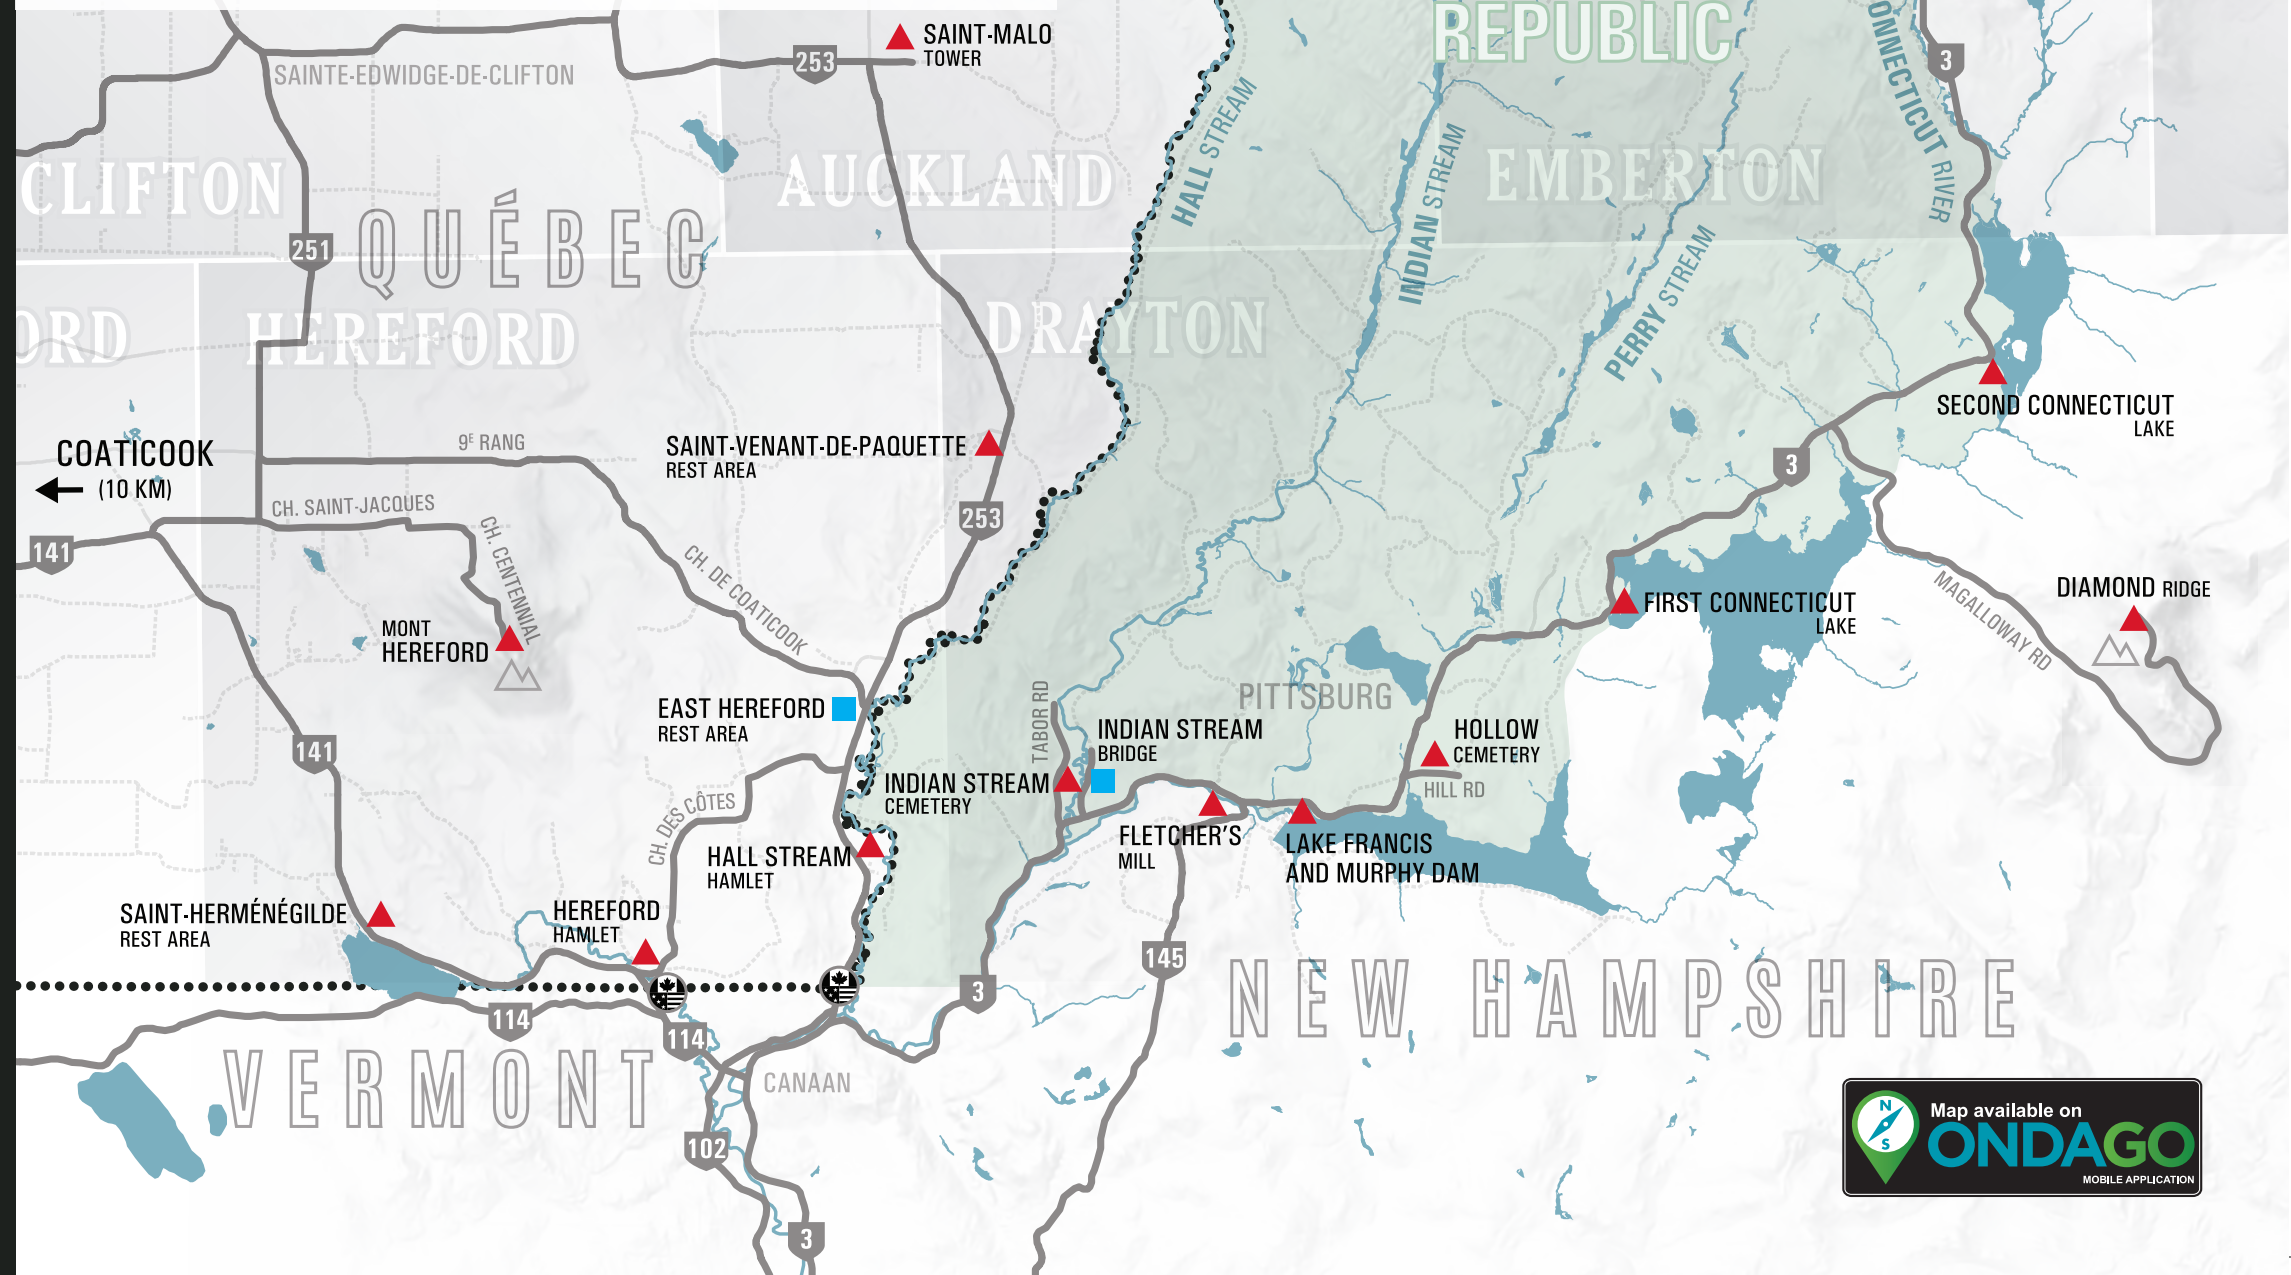 REPUBLIC
SAINT-MALO
TOWER
253
3
SAINTE-EDWIDGE-DE-CLIFTON
CONNECTICUT RIVER
HALL STREAM
INDIAN STREAM
PERRY STREAM
CLIFTON
AUCKLAND
EMBERTON
QUÉBEC
251
ORD
HEREFORD
DRAYTON
SECOND CONNECTICUT
LAKE
COATICOOK
(10 KM)
9E RANG
SAINT-VENANT-DE-PAQUETTE
REST AREA
3
CH. SAINT-JACQUES
253
CH. CENTENNIAL
141
CH. DE COATICOOK
MAGALLOWAY RD
DIAMOND RIDGE
FIRST CONNECTICUT
LAKE
MONT
HEREFORD
EAST HEREFORD
REST AREA
TABOR RD
PITTSBURG
INDIAN STREAM
BRIDGE
HOLLOW
CEMETERY
141
INDIAN STREAM
CEMETERY
HILL RD
CH. DES CÔTES
FLETCHER'S
MILL
LAKE FRANCIS
AND MURPHY DAM
HALL STREAM
HAMLET
SAINT-HERMÉNÉGILDE
REST AREA
HEREFORD
HAMLET
145
3
NEW HAMPSHIRE
114
114
VERMONT
CANAAN
102
3
N
S
Map available on
ONDAGO
MOBILE APPLICATION